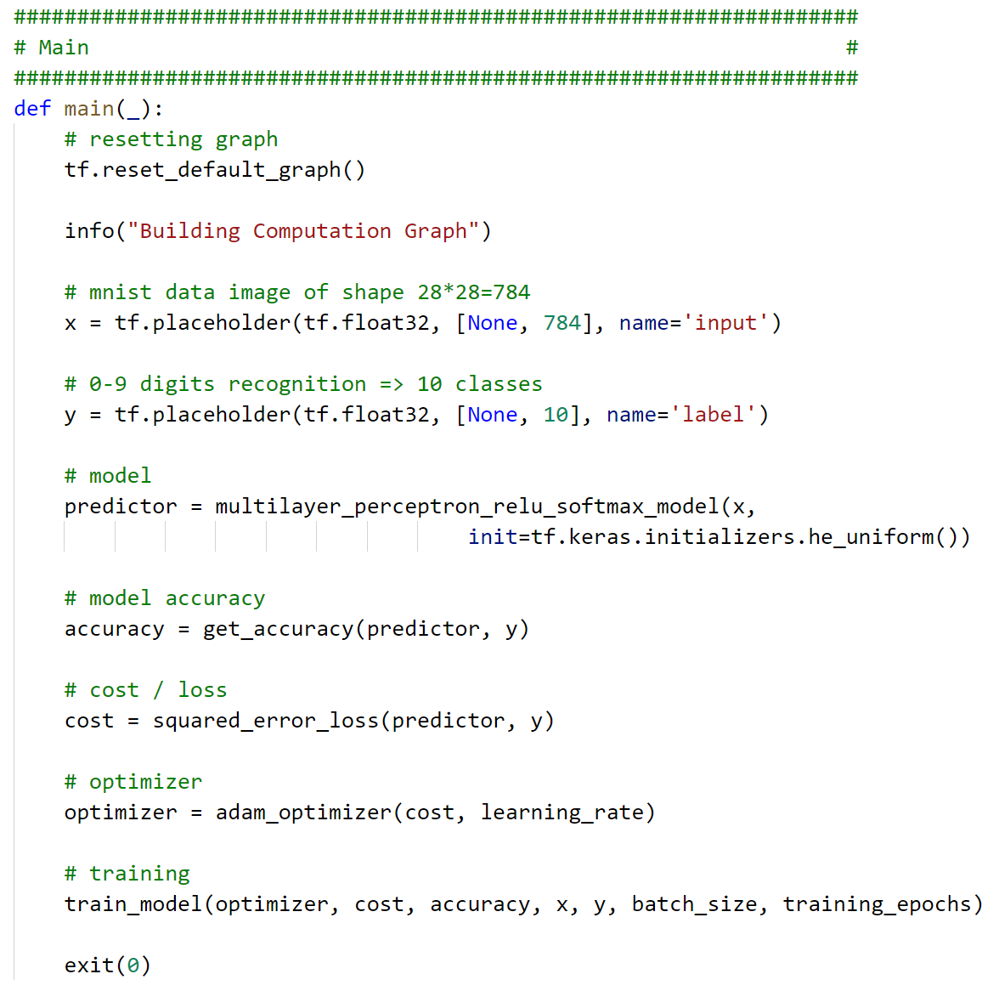 ###################################################################
# Main                                                            #
###################################################################
def main(_):
    # resetting graph
    tf.reset_default_graph()

    info("Building Computation Graph")

    # mnist data image of shape 28*28=784
    x = tf.placeholder(tf.float32, [None, 784], name='input')

    # 0-9 digits recognition => 10 classes
    y = tf.placeholder(tf.float32, [None, 10], name='label')

    # model
    predictor = multilayer_perceptron_relu_softmax_model(x,
                                    init=tf.keras.initializers.he_uniform())

    # model accuracy
    accuracy = get_accuracy(predictor, y)

    # cost / loss
    cost = squared_error_loss(predictor, y)

    # optimizer
    optimizer = adam_optimizer(cost, learning_rate)

    # training
    train_model(optimizer, cost, accuracy, x, y, batch_size, training_epochs)

    exit(0)